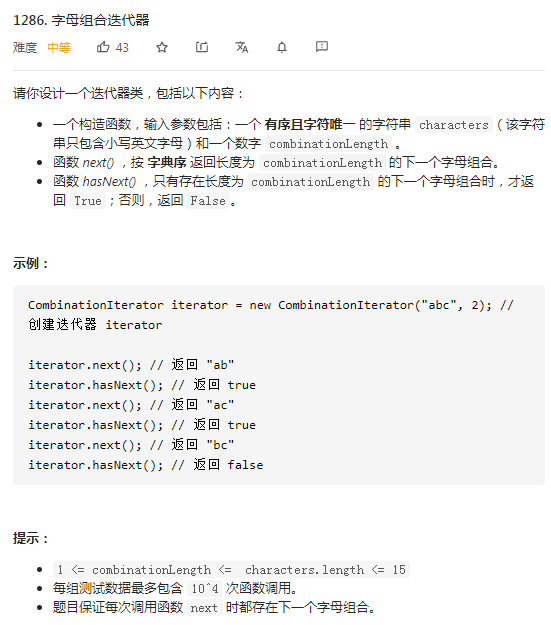 1286. 字母组合迭代器
难度 中等 43
请你设计一个迭代器类，包括以下内容：
一个构造函数，输入参数包括：一个 有序且字符唯一 的字符串 characters（该字符
串只包含小写英文字母）和一个数字 combinationLength 。
函数 next() ，按 字典序 返回长度为 combinationLength 的下一个字母组合。
函数 hasNext() ，只有存在长度为 combinationLength 的下一个字母组合时，才返
回 True；否则，返回 False。
示例：
CombinationIterator iterator = new CombinationIterator("abc", 2); //
创建迭代器 iterator
iterator.next(); // 返回 "ab"
iterator.hasNext(); // 返回 true
iterator.next(); // 返回 "ac"
iterator.hasNext(); // 返回 true
iterator.next(); // 返回 "bc"
iterator.hasNext(); // 返回 false
提示：
1 <= combinationLength <= characters.length <= 15
每组测试数据最多包含 10^4 次函数调用。
题目保证每次调用函数 next 时都存在下一个字母组合。